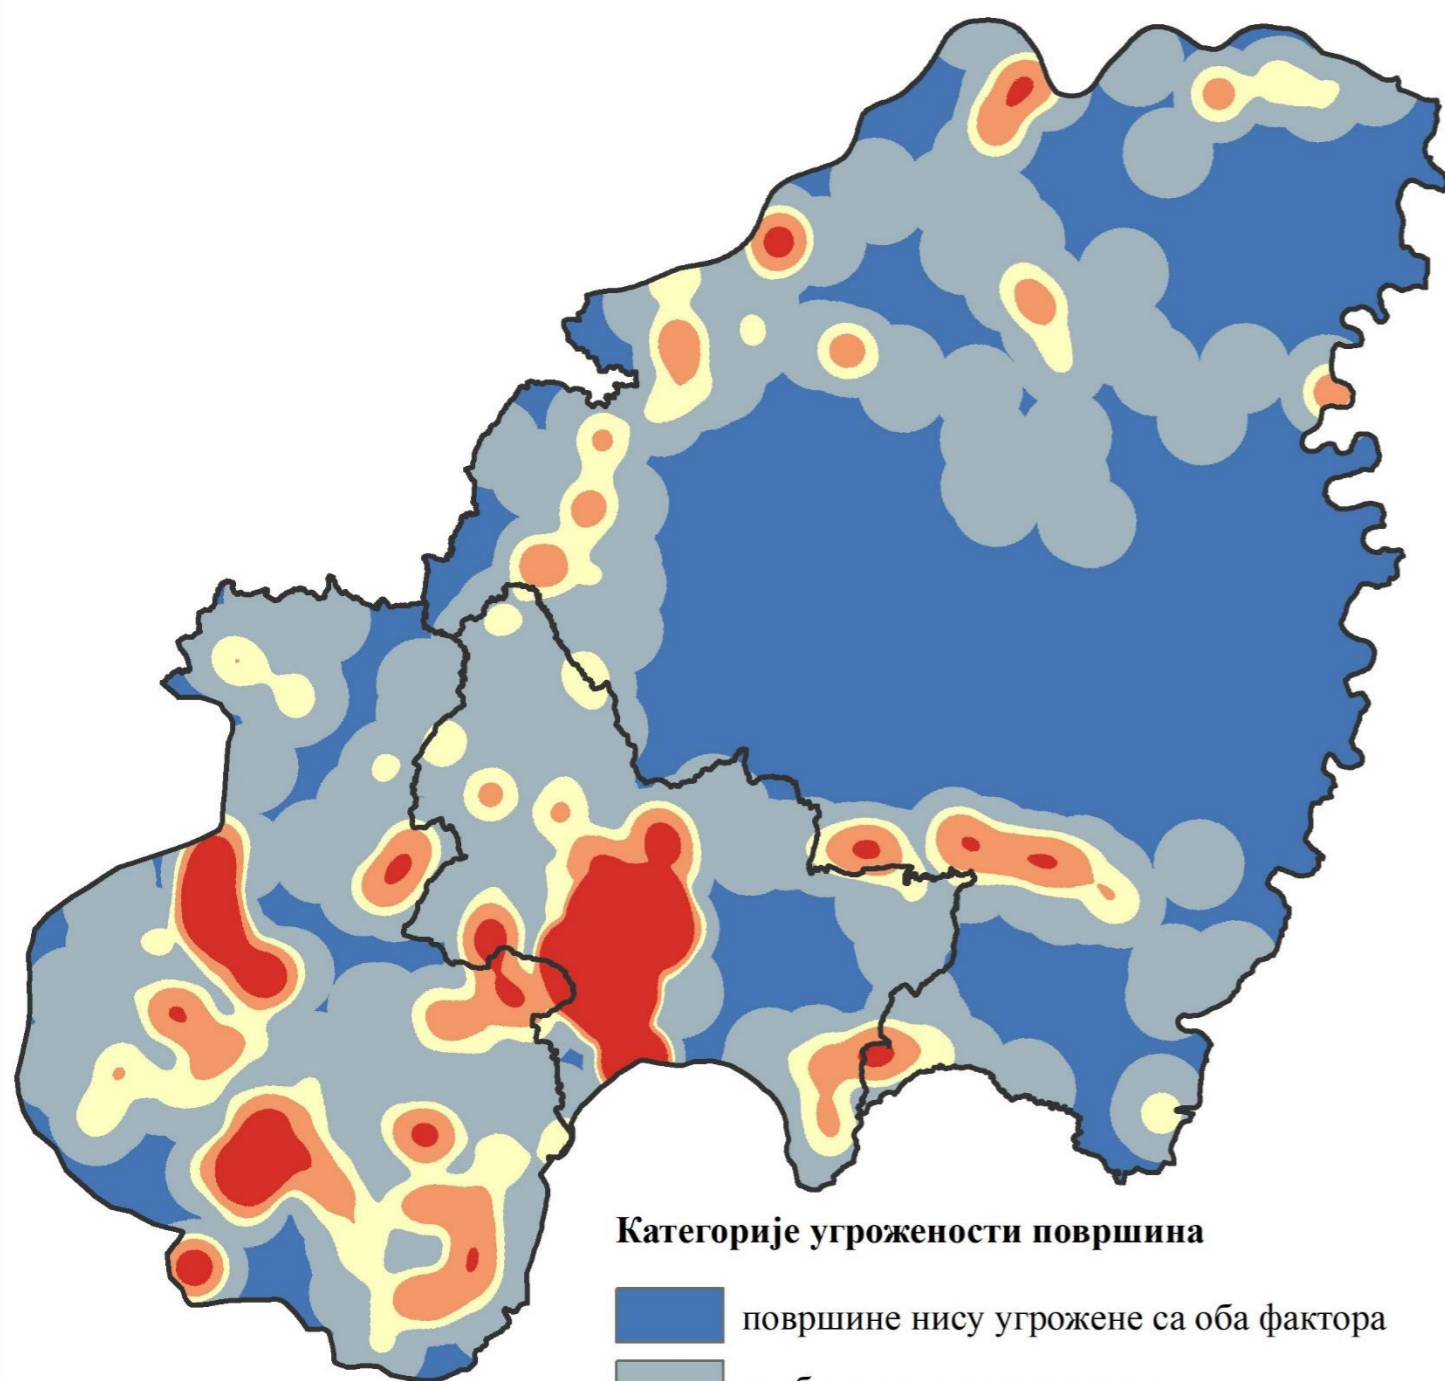 Категорије угрожености површина
површине нису угрожене са оба фактора